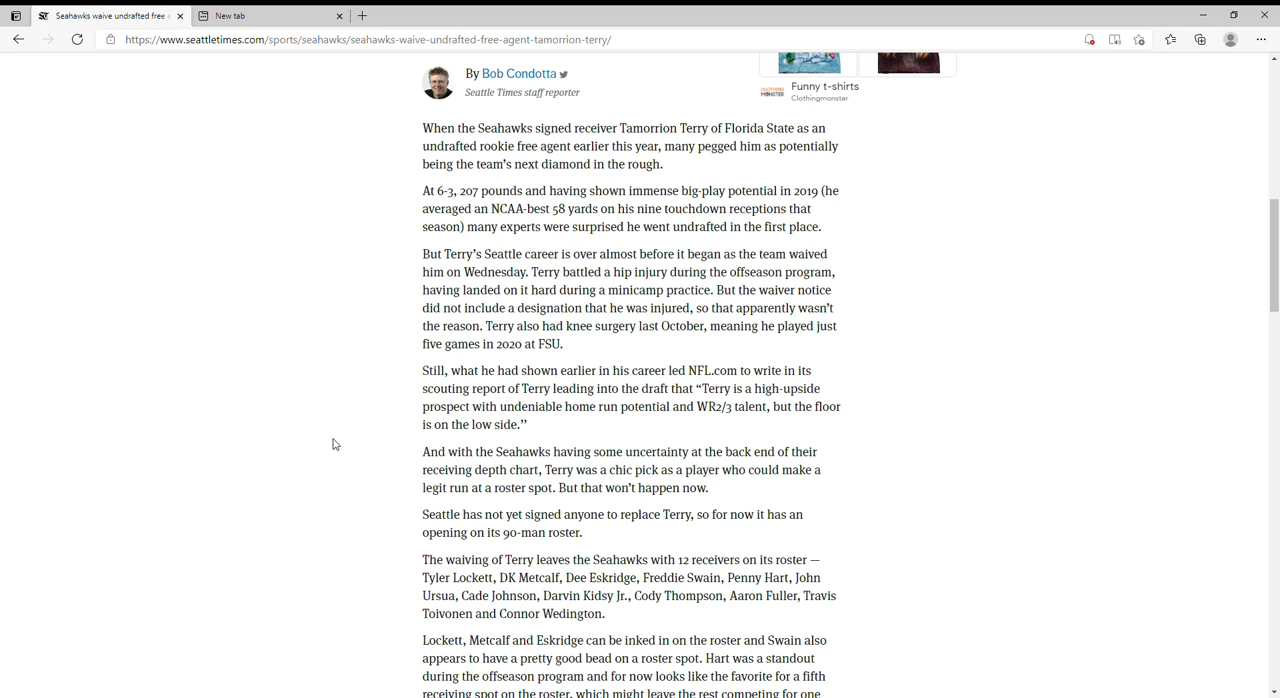 Seahawks waive undrafted free a
New tab
https://www.seattletimes.com/sports/seahawks/seahawks-waive-undrafted-free-agent-tamorrion-terry/
By Bob Condotta
Seattle Times staff reporter
CLOTHING MONSTER
Funny t-shirts
Clothingmonster
When the Seahawks signed receiver Tamorrion Terry of Florida State as an
undrafted rookie free agent earlier this year, many pegged him as potentially
being the team's next diamond in the rough.
At 6-3, 207 pounds and having shown immense big-play potential in 2019 (he
averaged an NCAA-best 58 yards on his nine touchdown receptions that
season) many experts were surprised he went undrafted in the first place.
But Terry's Seattle career is over almost before it began as the team waived
him on Wednesday. Terry battled a hip injury during the offseason program,
having landed on it hard during a minicamp practice. But the waiver notice
did not include a designation that he was injured, so that apparently wasn't
the reason. Terry also had knee surgery last October, meaning he played just
five games in 2020 at FSU.
Still, what he had shown earlier in his career led NFL.com to write in its
scouting report of Terry leading into the draft that “Terry is a high-upside
prospect with undeniable home run potential and WR2/3 talent, but the floor
is on the low side.’’
And with the Seahawks having some uncertainty at the back end of their
receiving depth chart, Terry was a chic pick as a player who could make a
legit run at a roster spot. But that won't happen now.
Seattle has not yet signed anyone to replace Terry, so for now it has an
opening on its 90-man roster.
The waiving of Terry leaves the Seahawks with 12 receivers on its roster —
Tyler Lockett, DK Metcalf, Dee Eskridge, Freddie Swain, Penny Hart, John
Ursua, Cade Johnson, Darvin Kidsy Jr., Cody Thompson, Aaron Fuller, Travis
Toivonen and Connor Wedington.
Lockett, Metcalf and Eskridge can be inked in on the roster and Swain also
appears to have a pretty good bead on a roster spot. Hart was a standout
during the offseason program and for now looks like the favorite for a fifth
receiving spot on the roster, which might leave the rest competing for one